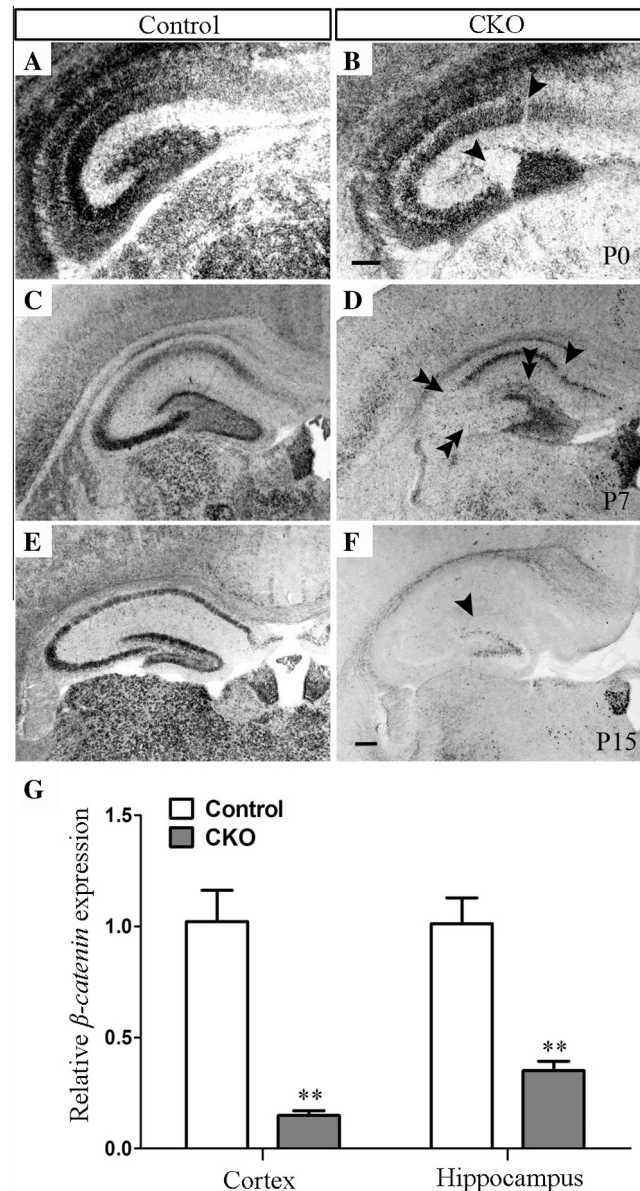 Control CKO
A B
P0
C D
P7
E F
P15
G
Control
CKO
Relative β-catenin expression
1.5
1.0
0.5
0.0
** **
Cortex Hippocampus